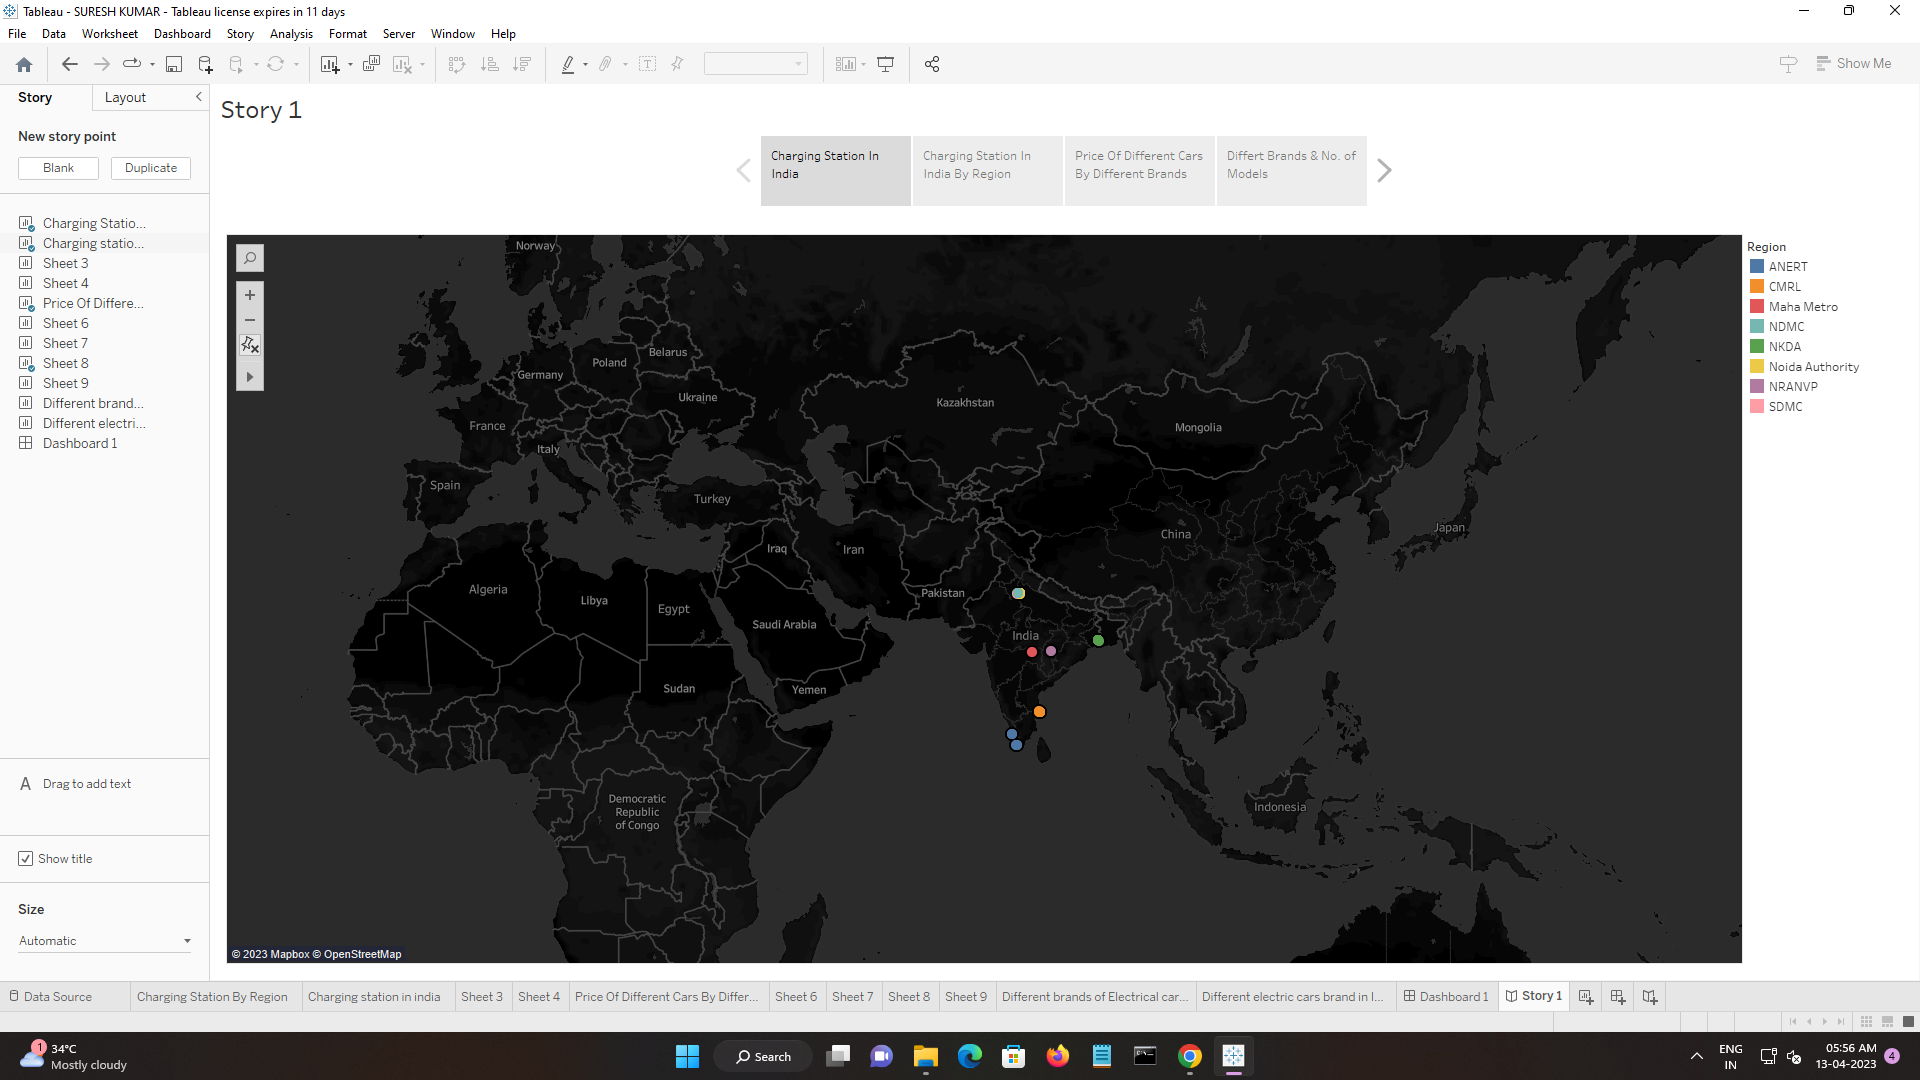 Tableau - SURESH KUMAR - Tableau license expires in 11 days
File Data Worksheet Dashboard Story Analysis Format Server Window Help
Show Me
Story Layout
New story point
Blank Duplicate
Charging Statio...
Charging statio...
Sheet 3
Sheet 4
Price Of Differe...
Sheet 6
Sheet 7
Sheet 8
Sheet 9
Different brand...
Different electri...
Dashboard 1
A Drag to add text
Show title
Size
Automatic
Story 1
Charging Station In
India
Charging Station In
India By Region
Price Of Different Cars
By Different Brands
Differt Brands & No. of
Models
Norway
Belarus
Poland
Germany
Ukraine
Kazakhstan
France
Mongolia
Italy
Spain
Turkey
Japan
China
Iraq
Iran
Algeria
Pakistan
Libya
Egypt
Saudi Arabia
India
Sudan
Yemen
Democratic
Republic
of Congo
Indonesia
© 2023 Mapbox © OpenStreetMap
Region
ANERT
CMRL
Maha Metro
NDMC
NKDA
Noida Authority
NRANVP
SDMC
Data Source Charging Station By Region Charging station in india Sheet 3 Sheet 4 Price Of Different Cars By Differ... Sheet 6 Sheet 7 Sheet 8 Sheet 9 Different brands of Electrical car... Different electric cars brand in I... Dashboard 1 Story 1
1
34°C
Mostly cloudy
Search
ENG
IN
05:56 AM
13-04-2023
4